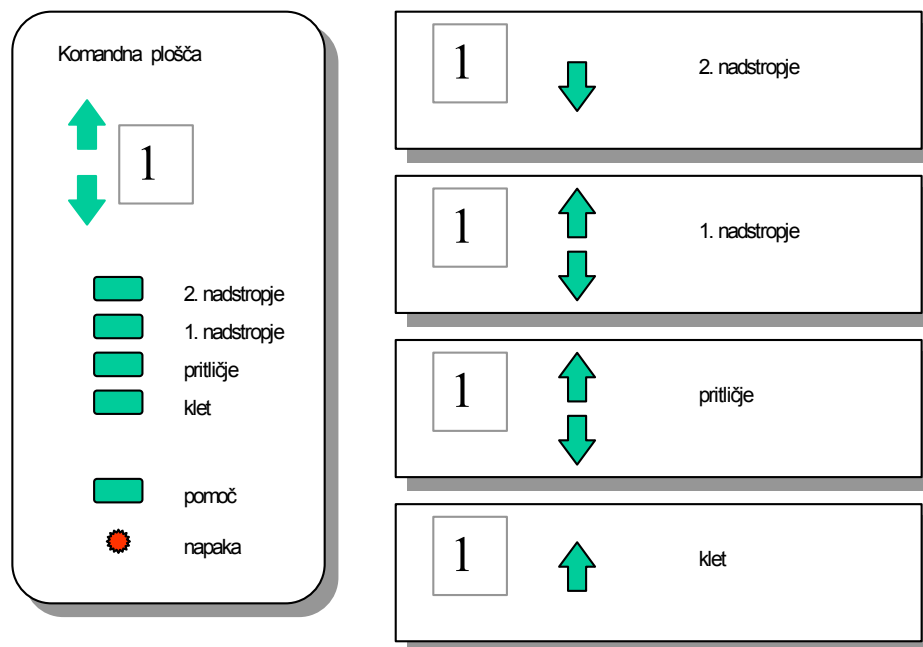 Komandna plošča
1
2. nadstropje
1. nadstropje
pritličje
klet
pomoč
napaka
1
2. nadstropje
1
1. nadstropje
1
pritličje
1
klet